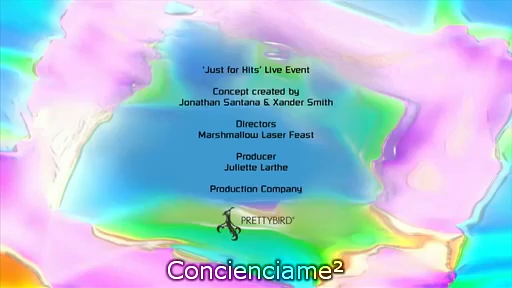 'Just for Hits' Live Event
Concept created by
Jonathan Santana & Xander Smith
Directors
Marshmallow Laser Feast
Producer
Juliette Larthe
Production Company
PRETTYBIRD
Concienciame²